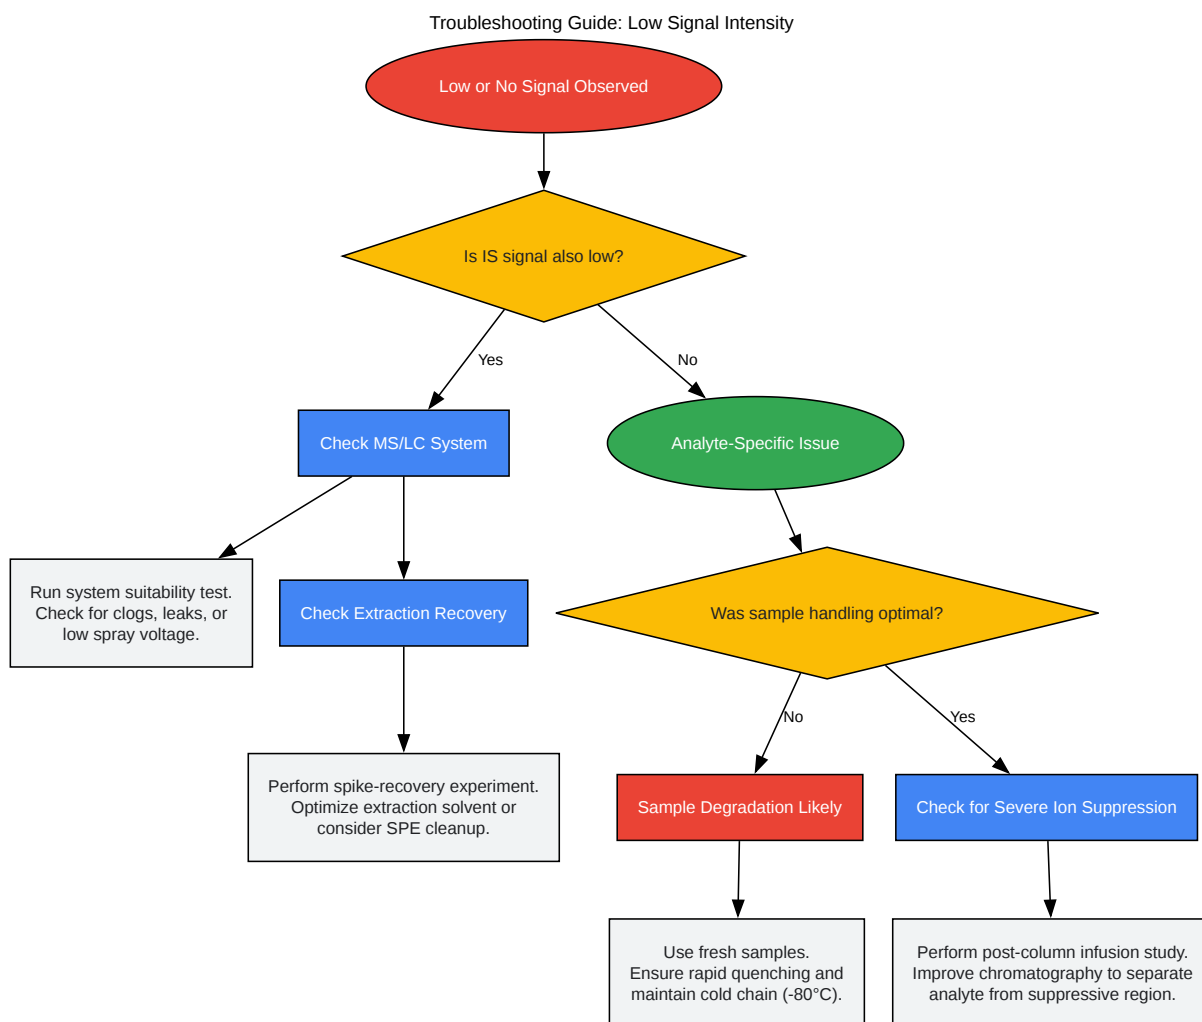 Troubleshooting Guide: Low Signal Intensity
Low or No Signal Observed
Is IS signal also low?
Yes
No
Check MS/LC System
Analyte-Specific Issue
Run system suitability test.
Check for clogs, leaks, or
low spray voltage.
Check Extraction Recovery
Was sample handling optimal?
No
Yes
Perform spike-recovery experiment.
Optimize extraction solvent or
consider SPE cleanup.
Sample Degradation Likely
Check for Severe Ion Suppression
Use fresh samples.
Ensure rapid quenching and
maintain cold chain (-80°C).
Perform post-column infusion study.
Improve chromatography to separate
analyte from suppressive region.